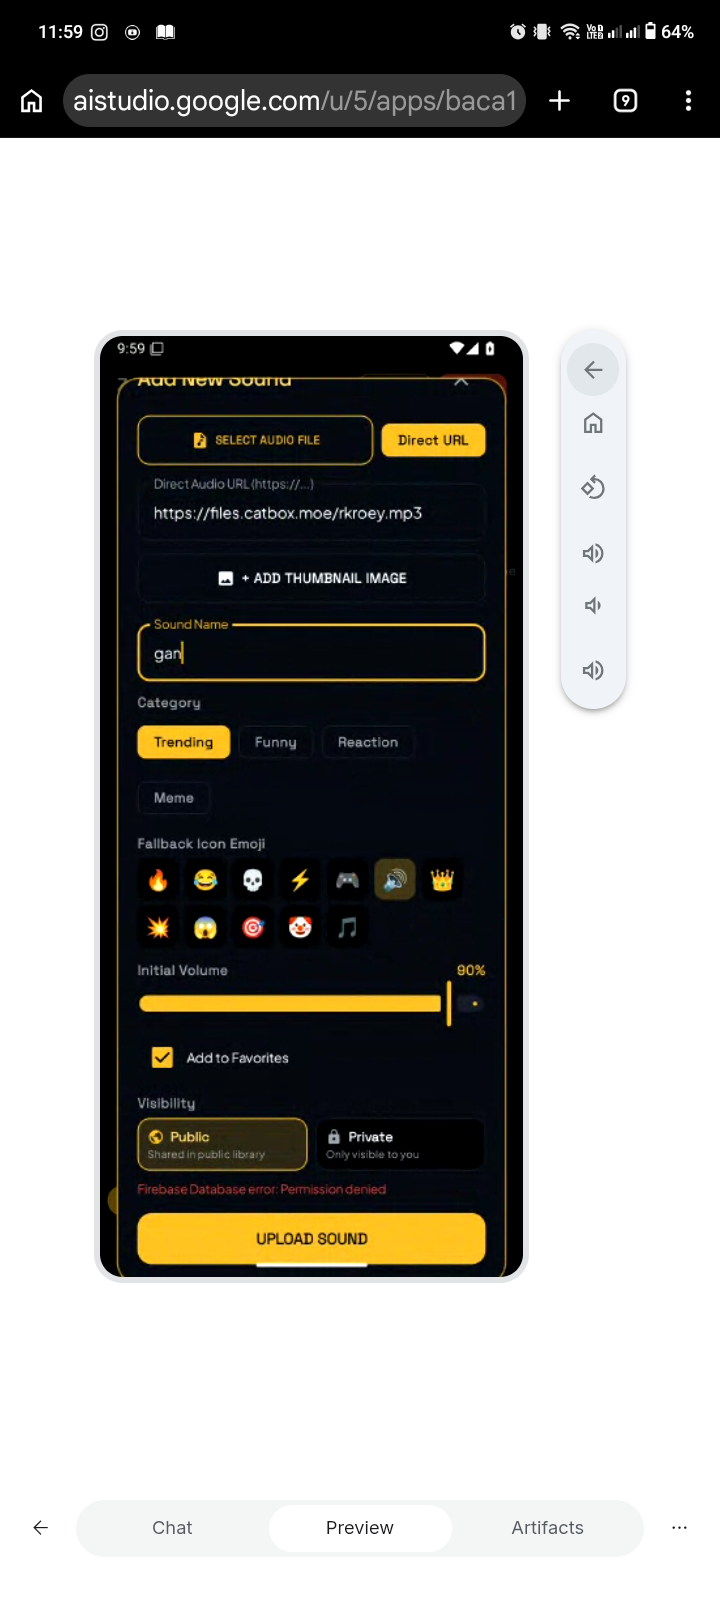 11:59
64%
aistudio.google.com/u/5/apps/baca1
9
9:59
Add New Sound
SELECT AUDIO FILE
Direct URL
Direct Audio URL (https://...)
https://files.catbox.moe/rkroey.mp3
+ ADD THUMBNAIL IMAGE
Sound Name
gan
Category
Trending
Funny
Reaction
Meme
Fallback Icon Emoji
Initial Volume
90%
Add to Favorites
Visibility
Public
Shared in public library
Private
Only visible to you
Firebase Database error: Permission denied
UPLOAD SOUND
Chat
Preview
Artifacts